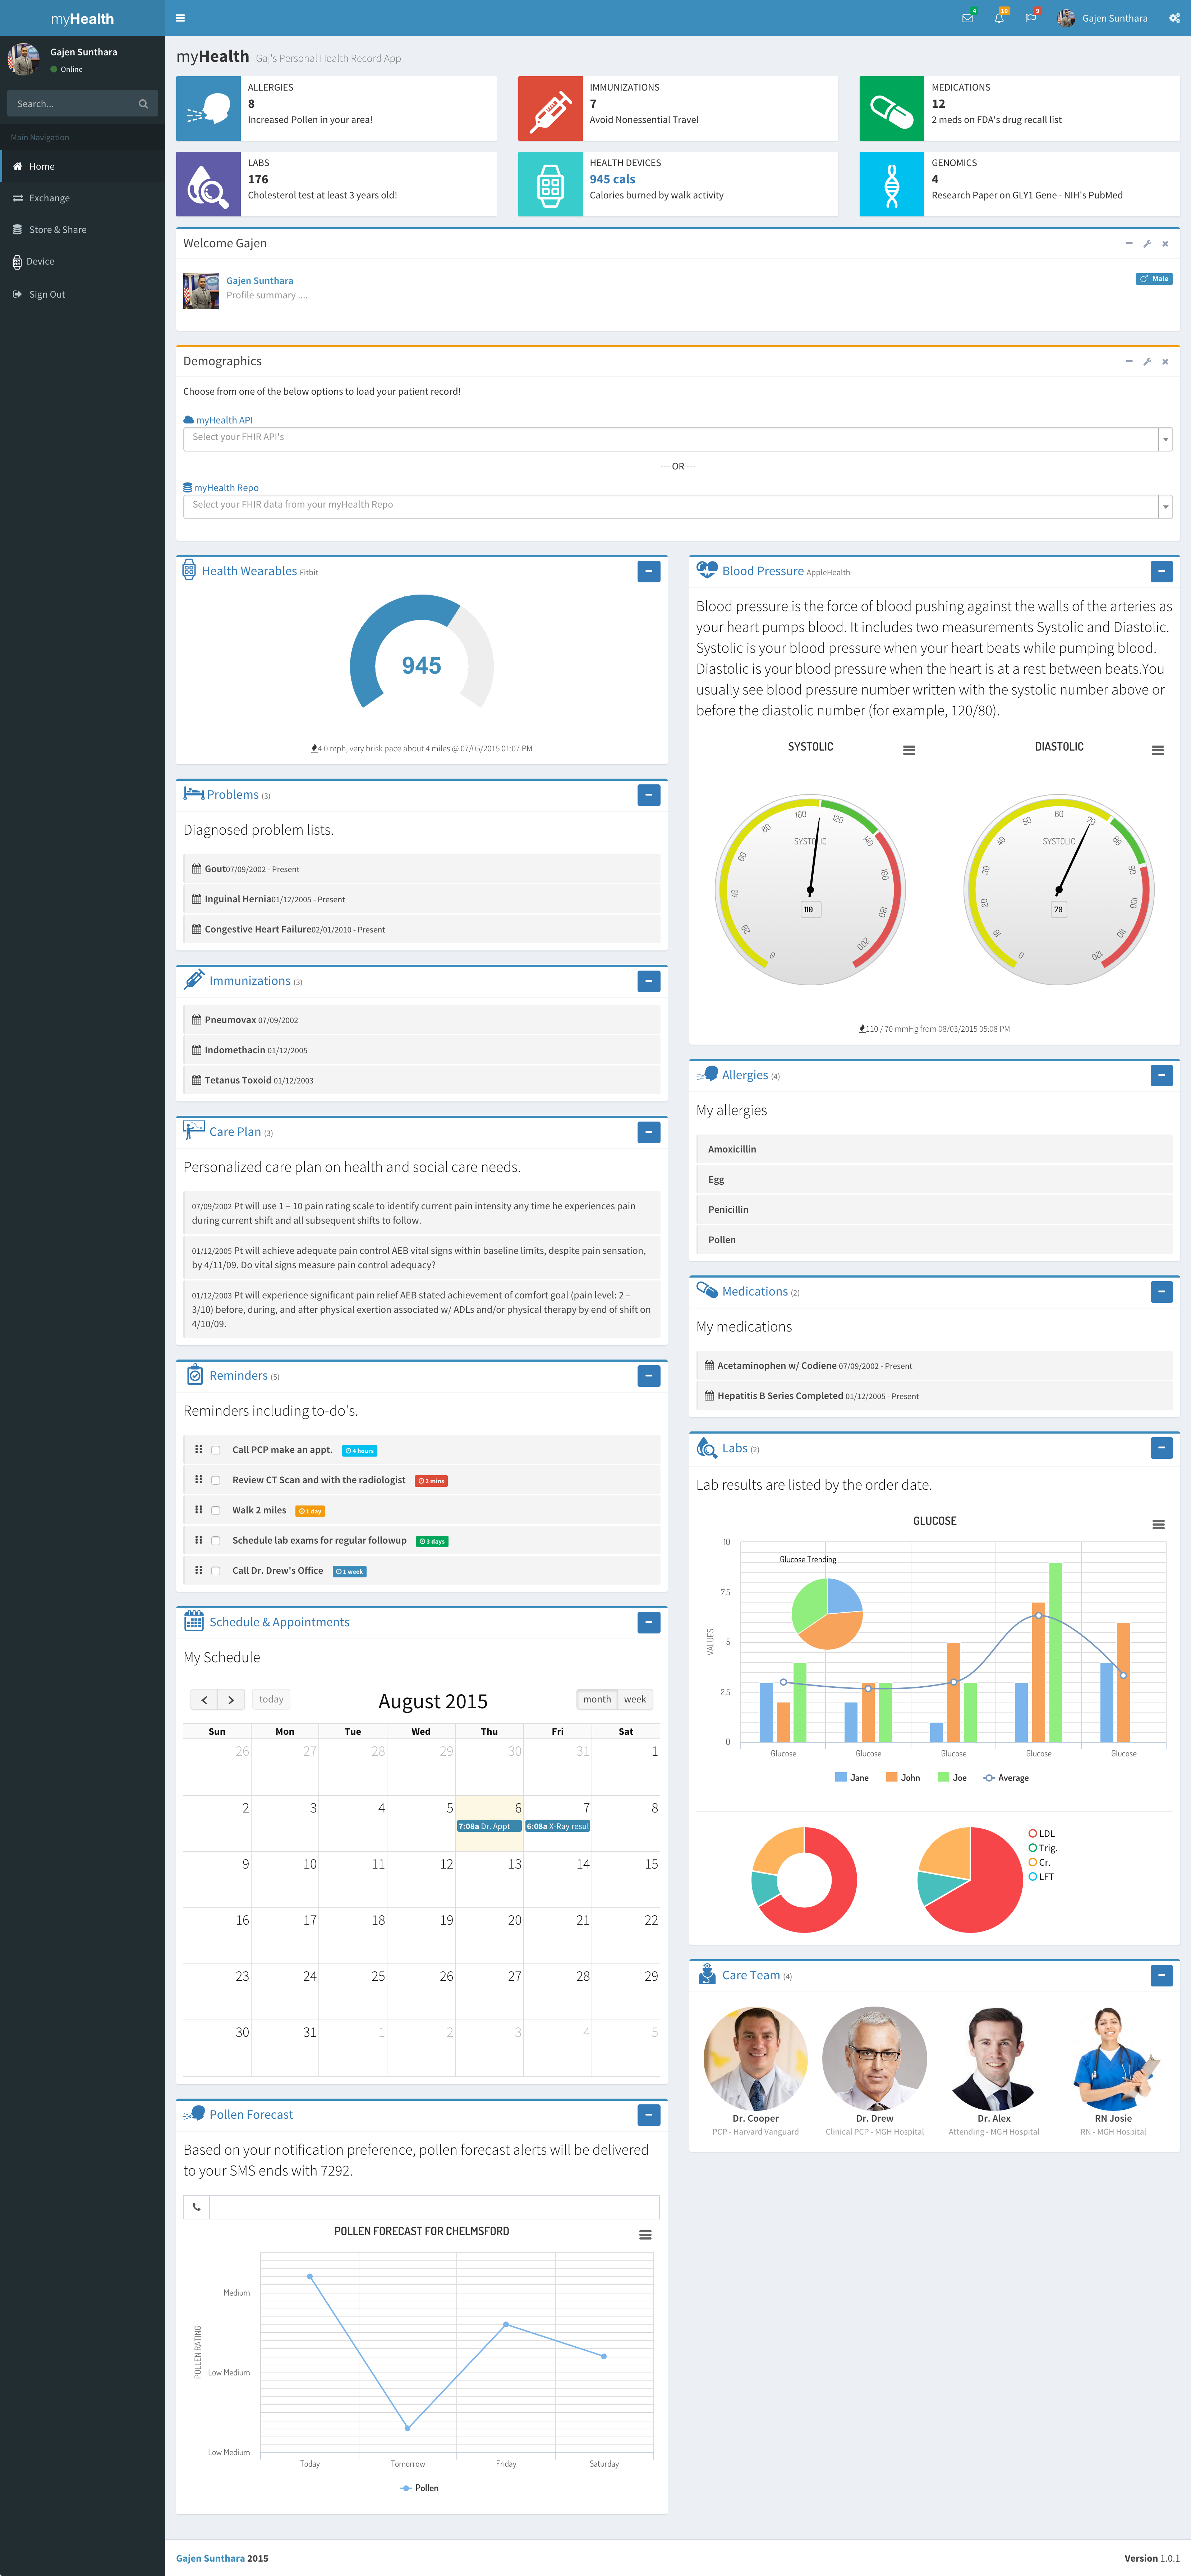 myHealth
4
10
9
Gajen Sunthara
Gajen Sunthara
Online
Search...
Main Navigation
Home
Exchange
Store & Share
Device
Sign Out
myHealth Gaj's Personal Health Record App
ALLERGIES
8
Increased Pollen in your area!
IMMUNIZATIONS
7
Avoid Nonessential Travel
MEDICATIONS
12
2 meds on FDA's drug recall list
LABS
176
Cholesterol test at least 3 years old!
HEALTH DEVICES
945 cals
Calories burned by walk activity
GENOMICS
4
Research Paper on GLY1 Gene - NIH's PubMed
Welcome Gajen
Gajen Sunthara
Profile summary ....
Male
Demographics
Choose from one of the below options to load your patient record!
myHealth API
Select your FHIR API's
--- OR ---
myHealth Repo
Select your FHIR data from your myHealth Repo
Health Wearables Fitbit
945
4.0 mph, very brisk pace about 4 miles @ 07/05/2015 01:07 PM
Problems (3)
Diagnosed problem lists.
Gout07/09/2002 - Present
Inguinal Hernia01/12/2005 - Present
Congestive Heart Failure02/01/2010 - Present
Immunizations (3)
Pneumovax 07/09/2002
Indomethacin 01/12/2005
Tetanus Toxoid 01/12/2003
Care Plan (3)
Personalized care plan on health and social care needs.
07/09/2002 Pt will use 1 – 10 pain rating scale to identify current pain intensity any time he experiences pain
during current shift and all subsequent shifts to follow.
01/12/2005 Pt will achieve adequate pain control AEB vital signs within baseline limits, despite pain sensation,
by 4/11/09. Do vital signs measure pain control adequacy?
01/12/2003 Pt will experience significant pain relief AEB stated achievement of comfort goal (pain level: 2 –
3/10) before, during, and after physical exertion associated w/ ADLs and/or physical therapy by end of shift on
4/10/09.
Reminders (5)
Reminders including to-do's.
Call PCP make an appt. 4 hours
Review CT Scan and with the radiologist 2 mins
Walk 2 miles 1 day
Schedule lab exams for regular followup 3 days
Call Dr. Drew's Office 1 week
Schedule & Appointments
My Schedule
today
August 2015
month week
Sun Mon Tue Wed Thu Fri Sat
26 27 28 29 30 31 1
2 3 4 5 6 7 8
7:08a Dr. Appt 6:08a X-Ray resul
9 10 11 12 13 14 15
16 17 18 19 20 21 22
23 24 25 26 27 28 29
30 31 1 2 3 4 5
Pollen Forecast
Based on your notification preference, pollen forecast alerts will be delivered
to your SMS ends with 7292.
POLLEN FORECAST FOR CHELMSFORD
POLLEN RATING
Medium
Low Medium
Low Medium
Today Tomorrow Friday Saturday
Pollen
Blood Pressure AppleHealth
Blood pressure is the force of blood pushing against the walls of the arteries as
your heart pumps blood. It includes two measurements Systolic and Diastolic.
Systolic is your blood pressure when your heart beats while pumping blood.
Diastolic is your blood pressure when the heart is at a rest between beats.You
usually see blood pressure number written with the systolic number above or
before the diastolic number (for example, 120/80).
SYSTOLIC
0 20 40 60 80 100 120 140 160 180 200
SYSTOLIC
110
DIASTOLIC
0 10 20 30 40 50 60 70 80 90 100 110 120
SYSTOLIC
70
110 / 70 mmHg from 08/03/2015 05:08 PM
Allergies (4)
My allergies
Amoxicillin
Egg
Penicillin
Pollen
Medications (2)
My medications
Acetaminophen w/ Codiene 07/09/2002 - Present
Hepatitis B Series Completed 01/12/2005 - Present
Labs (2)
Lab results are listed by the order date.
GLUCOSE
Glucose Trending
VALUES
10
7.5
5
2.5
0
Glucose Glucose Glucose Glucose Glucose
Jane John Joe Average
LDL
Trig.
Cr.
LFT
Care Team (4)
Dr. Cooper
PCP - Harvard Vanguard
Dr. Drew
Clinical PCP - MGH Hospital
Dr. Alex
Attending - MGH Hospital
RN Josie
RN - MGH Hospital
Gajen Sunthara 2015
Version 1.0.1